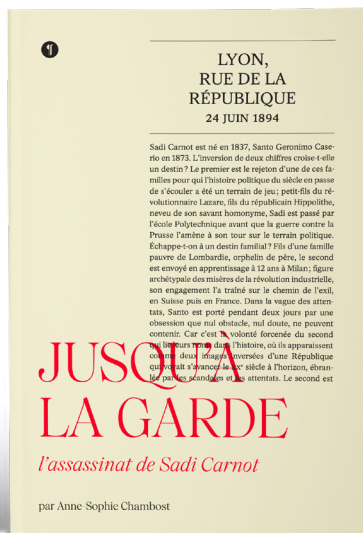 ¶
LYON,
RUE DE LA
RÉPUBLIQUE
24 JUIN 1894
Sadi Carnot est né en 1837, Santo Geronimo Case-
rio en 1873. L'inversion de deux chiffres croise-t-elle
un destin ? Le premier est le rejeton d'une de ces fa-
milles pour qui l'histoire politique du siècle en passe
de s'écouler a été un terrain de jeu ; petit-fils du ré-
volutionnaire Lazare, fils du républicain Hippolithe,
neveu de son savant homonyme, Sadi est passé par
l'école Polytechnique avant que la guerre contre la
Prusse l'amène à son tour sur le terrain politique.
Échappe-t-on à un destin familial ? Fils d'une famille
pauvre de Lombardie, orphelin de père, le second
est envoyé en apprentissage à 12 ans à Milan ; figure
archétypale des misères de la révolution industrielle,
son engagement l'a traîné sur le chemin de l'exil,
en Suisse puis en France. Dans la vague des atten-
tats, Santo est porté pendant deux jours par une
obsession que nul obstacle, nul doute, ne peuvent
contenir. Car c'est la volonté forcenée du second
qui lie leurs noms dans l'histoire, où ils apparaissent
comme deux images inversées d'une République
qui voyait s'avancer le XXe siècle à l'horizon, ébran-
lée par les scandales et les attentats. Le second est
JUSQU'À
LA GARDE
l'assassinat de Sadi Carnot
par Anne-Sophie Chambost